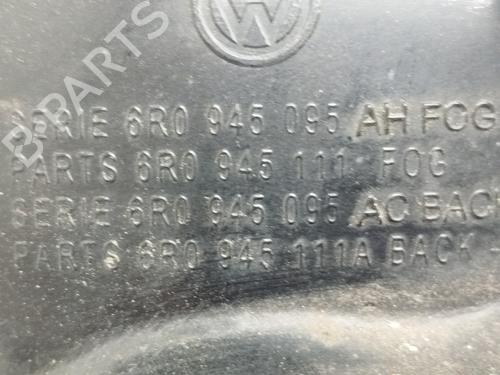 SERIE 6R0 945 095 AH FOG
PARTS 6R0 945 111 FOG
SERIE 6R0 945 095 AC BACK
PARTS 6R0 945 111A BACK -